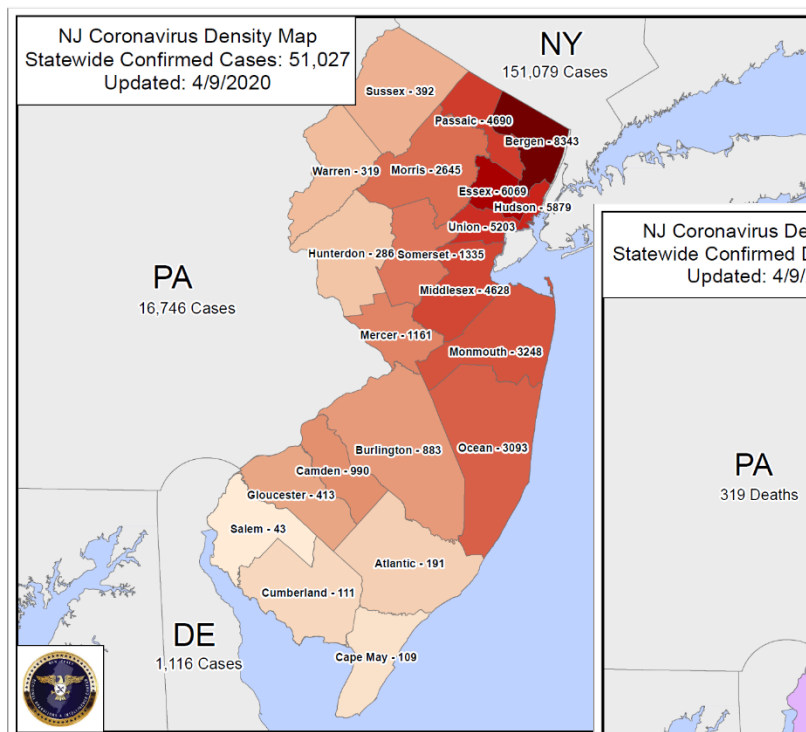 NJ Coronavirus Density Map
Statewide Confirmed Cases: 51,027
Updated: 4/9/2020
NY
151,079 Cases
Sussex - 392
Passaic - 4690
Bergen - 8343
Warren - 319
Morris - 2645
Essex - 6069
Hudson - 5879
Union - 5203
Hunterdon - 286
Somerset - 1335
Middlesex - 4628
PA
16,746 Cases
Mercer - 1161
Monmouth - 3248
Burlington - 883
Ocean - 3093
Camden - 990
Gloucester - 413
Salem - 43
Atlantic - 191
Cumberland - 111
DE
1,116 Cases
Cape May - 109
NJ Coronavirus De
Statewide Confirmed D
Updated: 4/9/
PA
319 Deaths